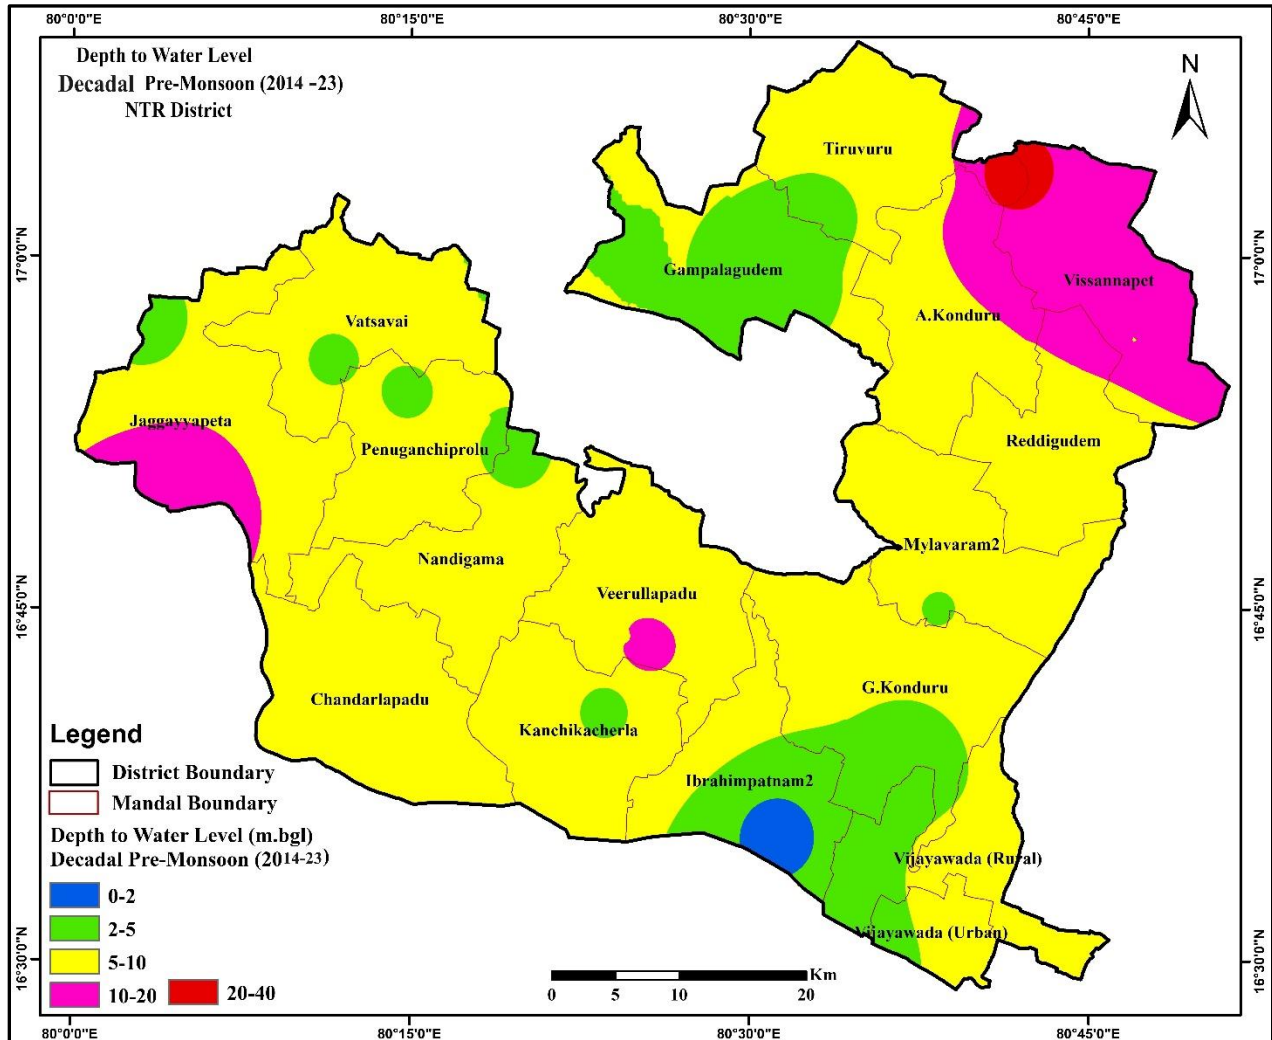 80°0'0"E 80°15'0"E 80°30'0"E 80°45'0"E
Depth to Water Level
Decadal Pre-Monsoon (2014 -23)
NTR District
N
Tiruvuru
17°0'0"N
17°0'0"N
Gampalagudem
Vissannapet
A.Konduru
Vatsavai
Jaggayyapeta
Reddigudem
Penuganchiprolu
Mylavaram2
Nandigama
Veerullapadu
16°45'0"N
16°45'0"N
G.Konduru
Chandarlapadu
Kanchikacherla
Ibrahimpatnam2
Vijayawada (Rural)
Vijayawada (Urban)
16°30'0"N
16°30'0"N
Legend
District Boundary
Mandal Boundary
Depth to Water Level (m.bgl)
Decadal Pre-Monsoon (2014-23)
0-2
2-5
5-10
10-20 20-40
Km
0 5 10 20
80°0'0"E 80°15'0"E 80°30'0"E 80°45'0"E